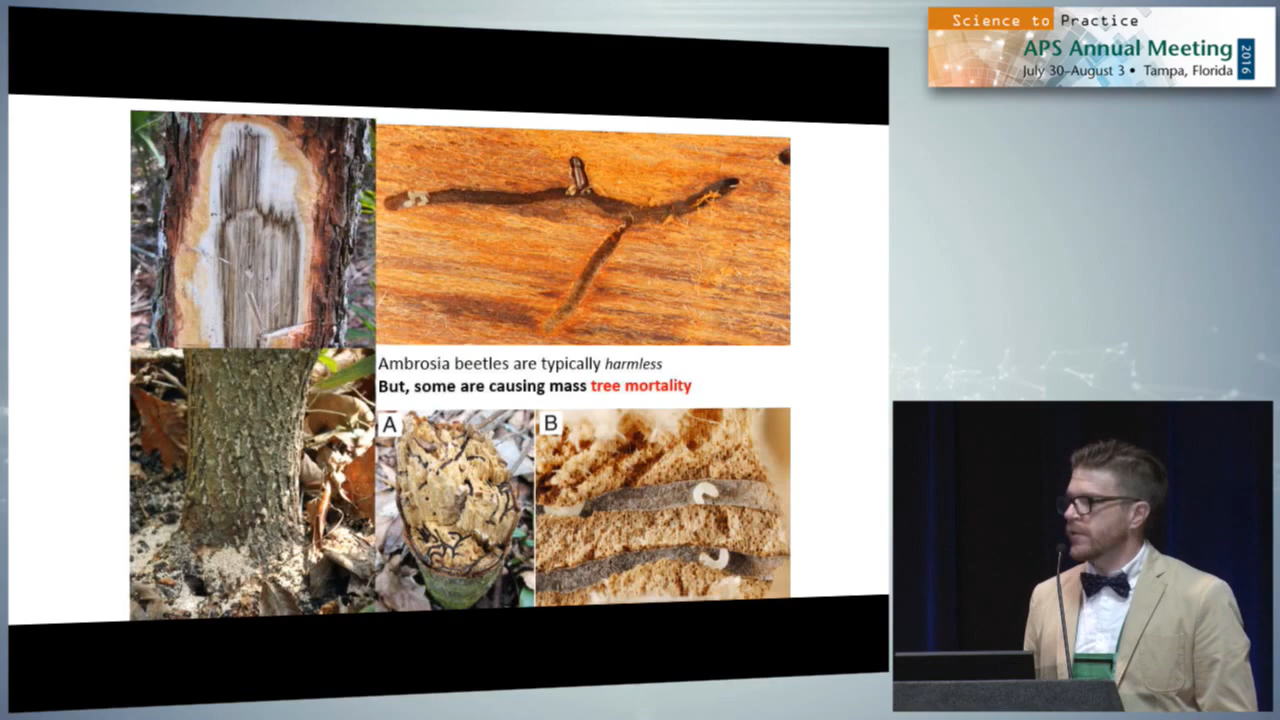 Science to Practice
APS Annual Meeting
2016
July 30–August 3 • Tampa, Florida
Ambrosia beetles are typically harmless
But, some are causing mass tree mortality
A
B